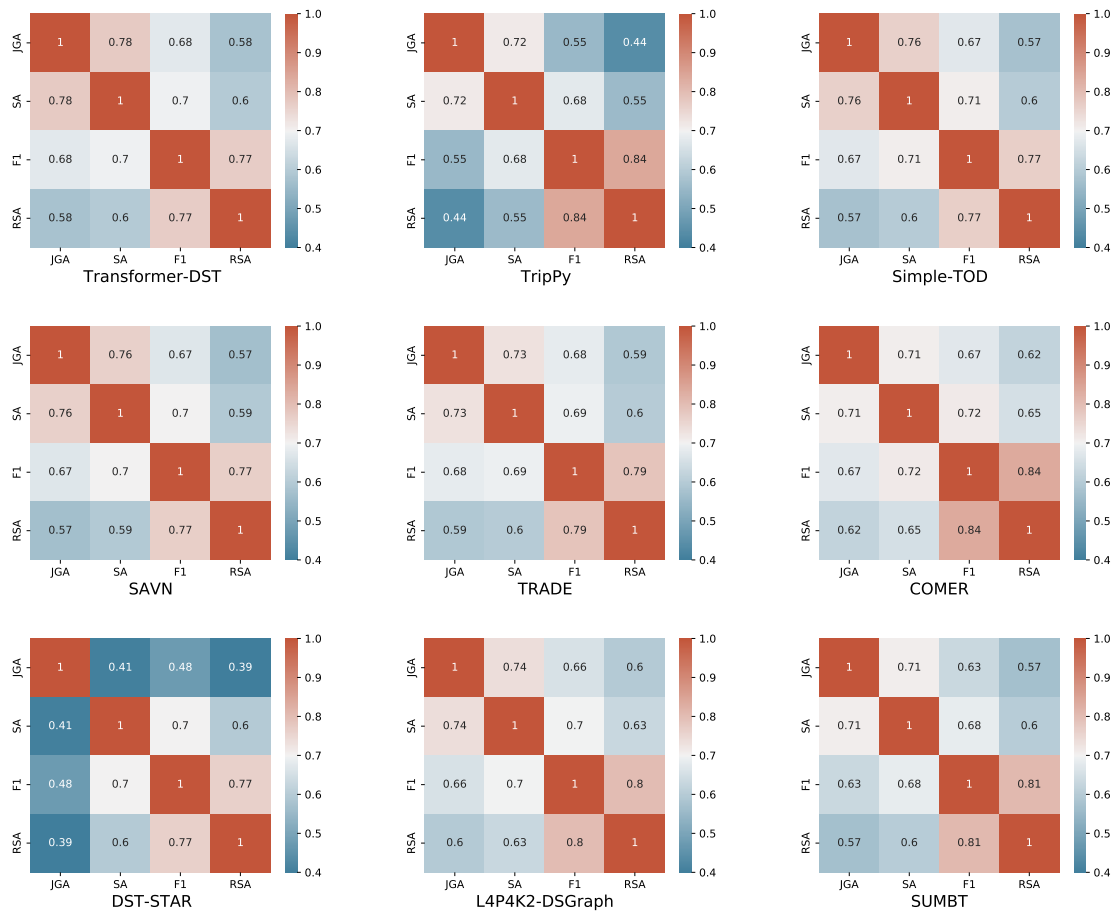 JGA 1 0.78 0.68 0.58 1.0
0.9
SA 0.78 1 0.7 0.6 0.8
0.7
F1 0.68 0.7 1 0.77 0.6
0.5
RSA 0.58 0.6 0.77 1 0.4
JGA SA F1 RSA
Transformer-DST
JGA 1 0.72 0.55 0.44 1.0
0.9
SA 0.72 1 0.68 0.55 0.8
0.7
F1 0.55 0.68 1 0.84 0.6
0.5
RSA 0.44 0.55 0.84 1 0.4
JGA SA F1 RSA
TripPy
JGA 1 0.76 0.67 0.57 1.0
0.9
SA 0.76 1 0.71 0.6 0.8
0.7
F1 0.67 0.71 1 0.77 0.6
0.5
RSA 0.57 0.6 0.77 1 0.4
JGA SA F1 RSA
Simple-TOD
JGA 1 0.76 0.67 0.57 1.0
0.9
SA 0.76 1 0.7 0.59 0.8
0.7
F1 0.67 0.7 1 0.77 0.6
0.5
RSA 0.57 0.59 0.77 1 0.4
JGA SA F1 RSA
SAVN
JGA 1 0.73 0.68 0.59 1.0
0.9
SA 0.73 1 0.69 0.6 0.8
0.7
F1 0.68 0.69 1 0.79 0.6
0.5
RSA 0.59 0.6 0.79 1 0.4
JGA SA F1 RSA
TRADE
JGA 1 0.71 0.67 0.62 1.0
0.9
SA 0.71 1 0.72 0.65 0.8
0.7
F1 0.67 0.72 1 0.84 0.6
0.5
RSA 0.62 0.65 0.84 1 0.4
JGA SA F1 RSA
COMER
JGA 1 0.41 0.48 0.39 1.0
0.9
SA 0.41 1 0.7 0.6 0.8
0.7
F1 0.48 0.7 1 0.77 0.6
0.5
RSA 0.39 0.6 0.77 1 0.4
JGA SA F1 RSA
DST-STAR
JGA 1 0.74 0.66 0.6 1.0
0.9
SA 0.74 1 0.7 0.63 0.8
0.7
F1 0.66 0.7 1 0.8 0.6
0.5
RSA 0.6 0.63 0.8 1 0.4
JGA SA F1 RSA
L4P4K2-DSGraph
JGA 1 0.71 0.63 0.57 1.0
0.9
SA 0.71 1 0.68 0.6 0.8
0.7
F1 0.63 0.68 1 0.81 0.6
0.5
RSA 0.57 0.6 0.81 1 0.4
JGA SA F1 RSA
SUMBT